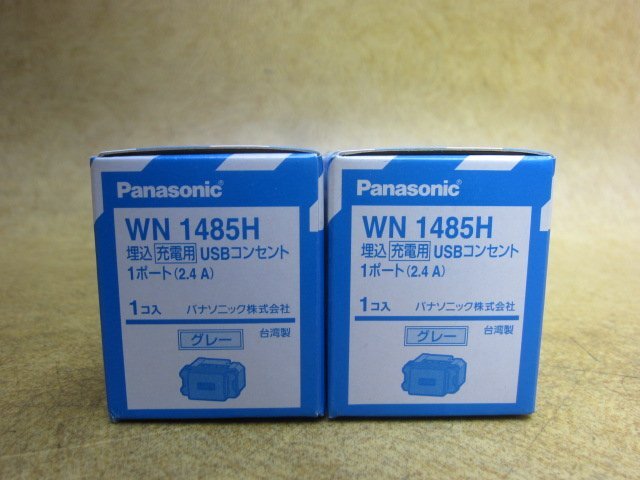 Panasonic
WN 1485H
埋込 充電用 USBコンセント
1ポート(2.4 A)
1コ入 パナソニック株式会社
グレー 台湾製
Panasonic
WN 1485H
埋込 充電用 USBコンセント
1ポート(2.4 A)
1コ入 パナソニック株式会社
グレー 台湾製